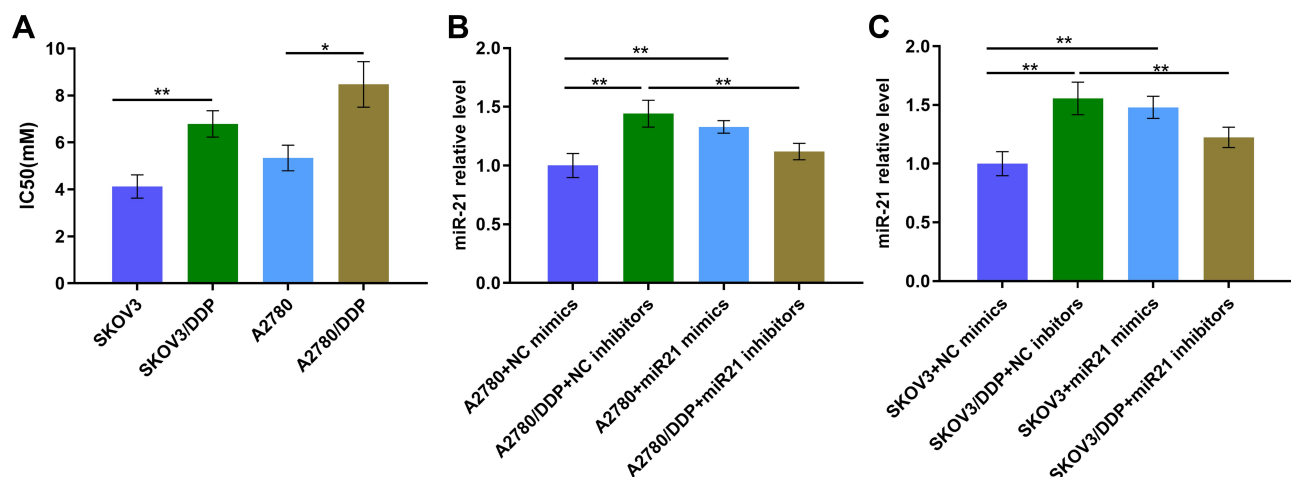 A
IC50(mM)
10
8
6
4
2
0
**
*
SKOV3
SKOV3/DDP
A2780
A2780/DDP
B
miR-21 relative level
2.0
1.5
1.0
0.5
0.0
**
**
**
A2780+NC mimics
A2780/DDP+NC inhibitors
A2780+miR21 mimics
A2780/DDP+miR21 inhibitors
C
miR-21 relative level
2.0
1.5
1.0
0.5
0.0
**
**
**
SKOV3+NC mimics
SKOV3/DDP+NC inbitors
SKOV3+miR21 mimics
SKOV3/DDP+miR21 inhibitors